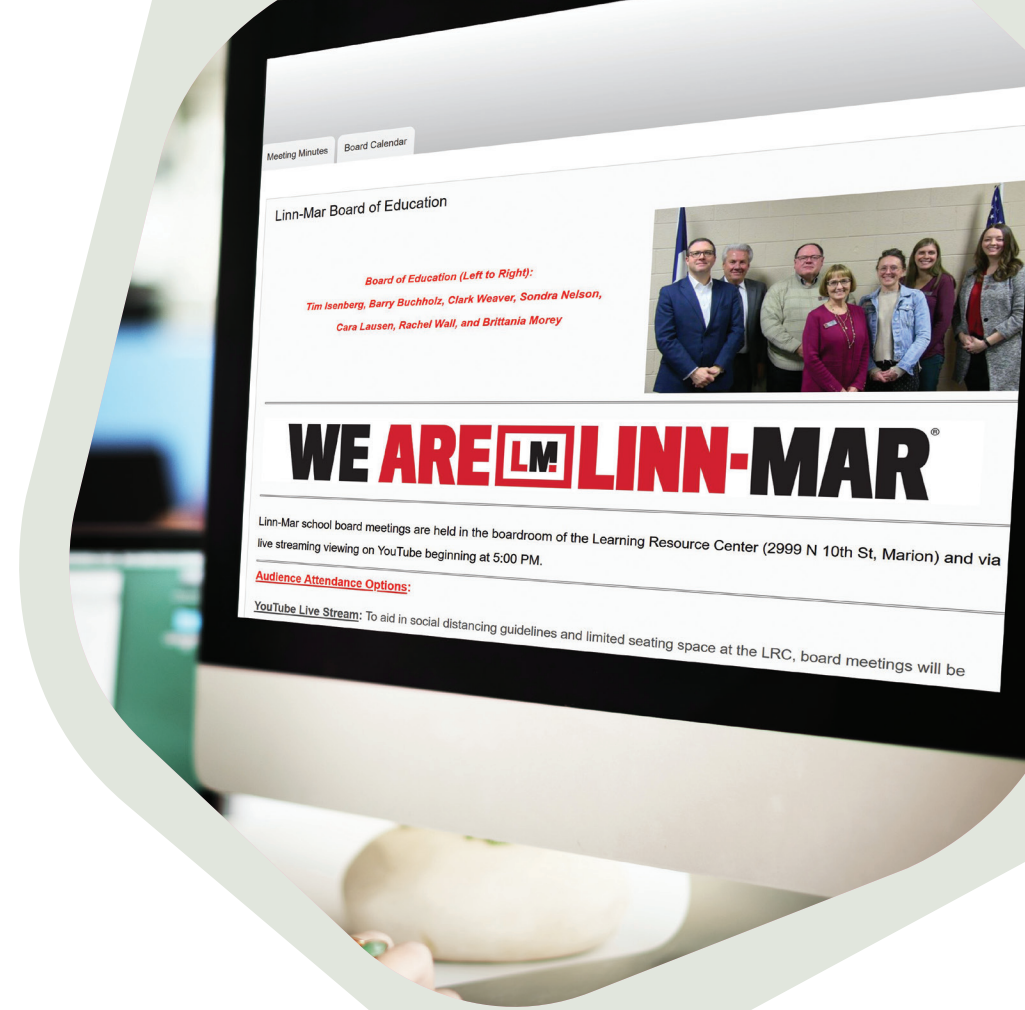 Meeting Minutes
Board Calendar
Linn-Mar Board of Education
Board of Education (Left to Right):
Tim Isenberg, Barry Buchholz, Clark Weaver, Sondra Nelson,
Cara Lausen, Rachel Wall, and Brittania Morey
WE ARE LM LINN-MAR®
Linn-Mar school board meetings are held in the boardroom of the Learning Resource Center (2999 N 10th St, Marion) and via
live streaming viewing on YouTube beginning at 5:00 PM.
Audience Attendance Options:
YouTube Live Stream: To aid in social distancing guidelines and limited seating space at the LRC, board meetings will be